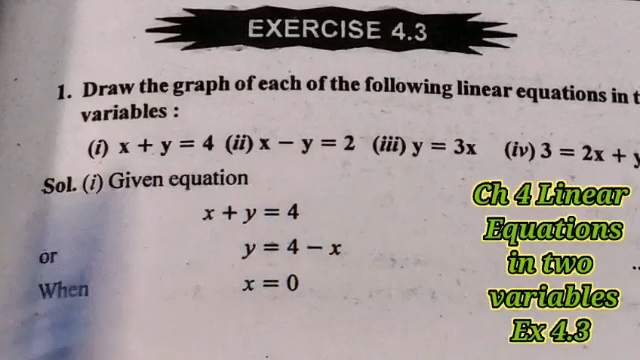 EXERCISE 4.3
1. Draw the graph of each of the following linear equations in t
variables :
(i) x + y = 4 (ii) x − y = 2 (iii) y = 3x (iv) 3 = 2x + y
Sol. (i) Given equation
x + y = 4
or y = 4 − x
When x = 0
Ch 4 Linear
Equations
in two
variables
Ex 4.3